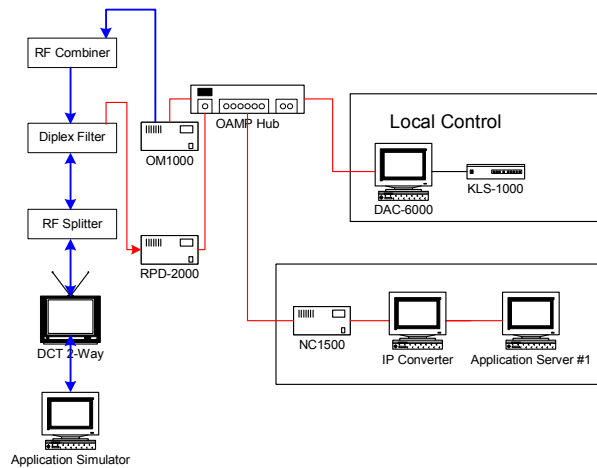 RF Combiner
OAMP Hub
Local Control
Diplex Filter
OM1000
KLS-1000
DAC-6000
RF Splitter
RPD-2000
DCT 2-Way
NC1500
IP Converter
Application Server #1
Application Simulator